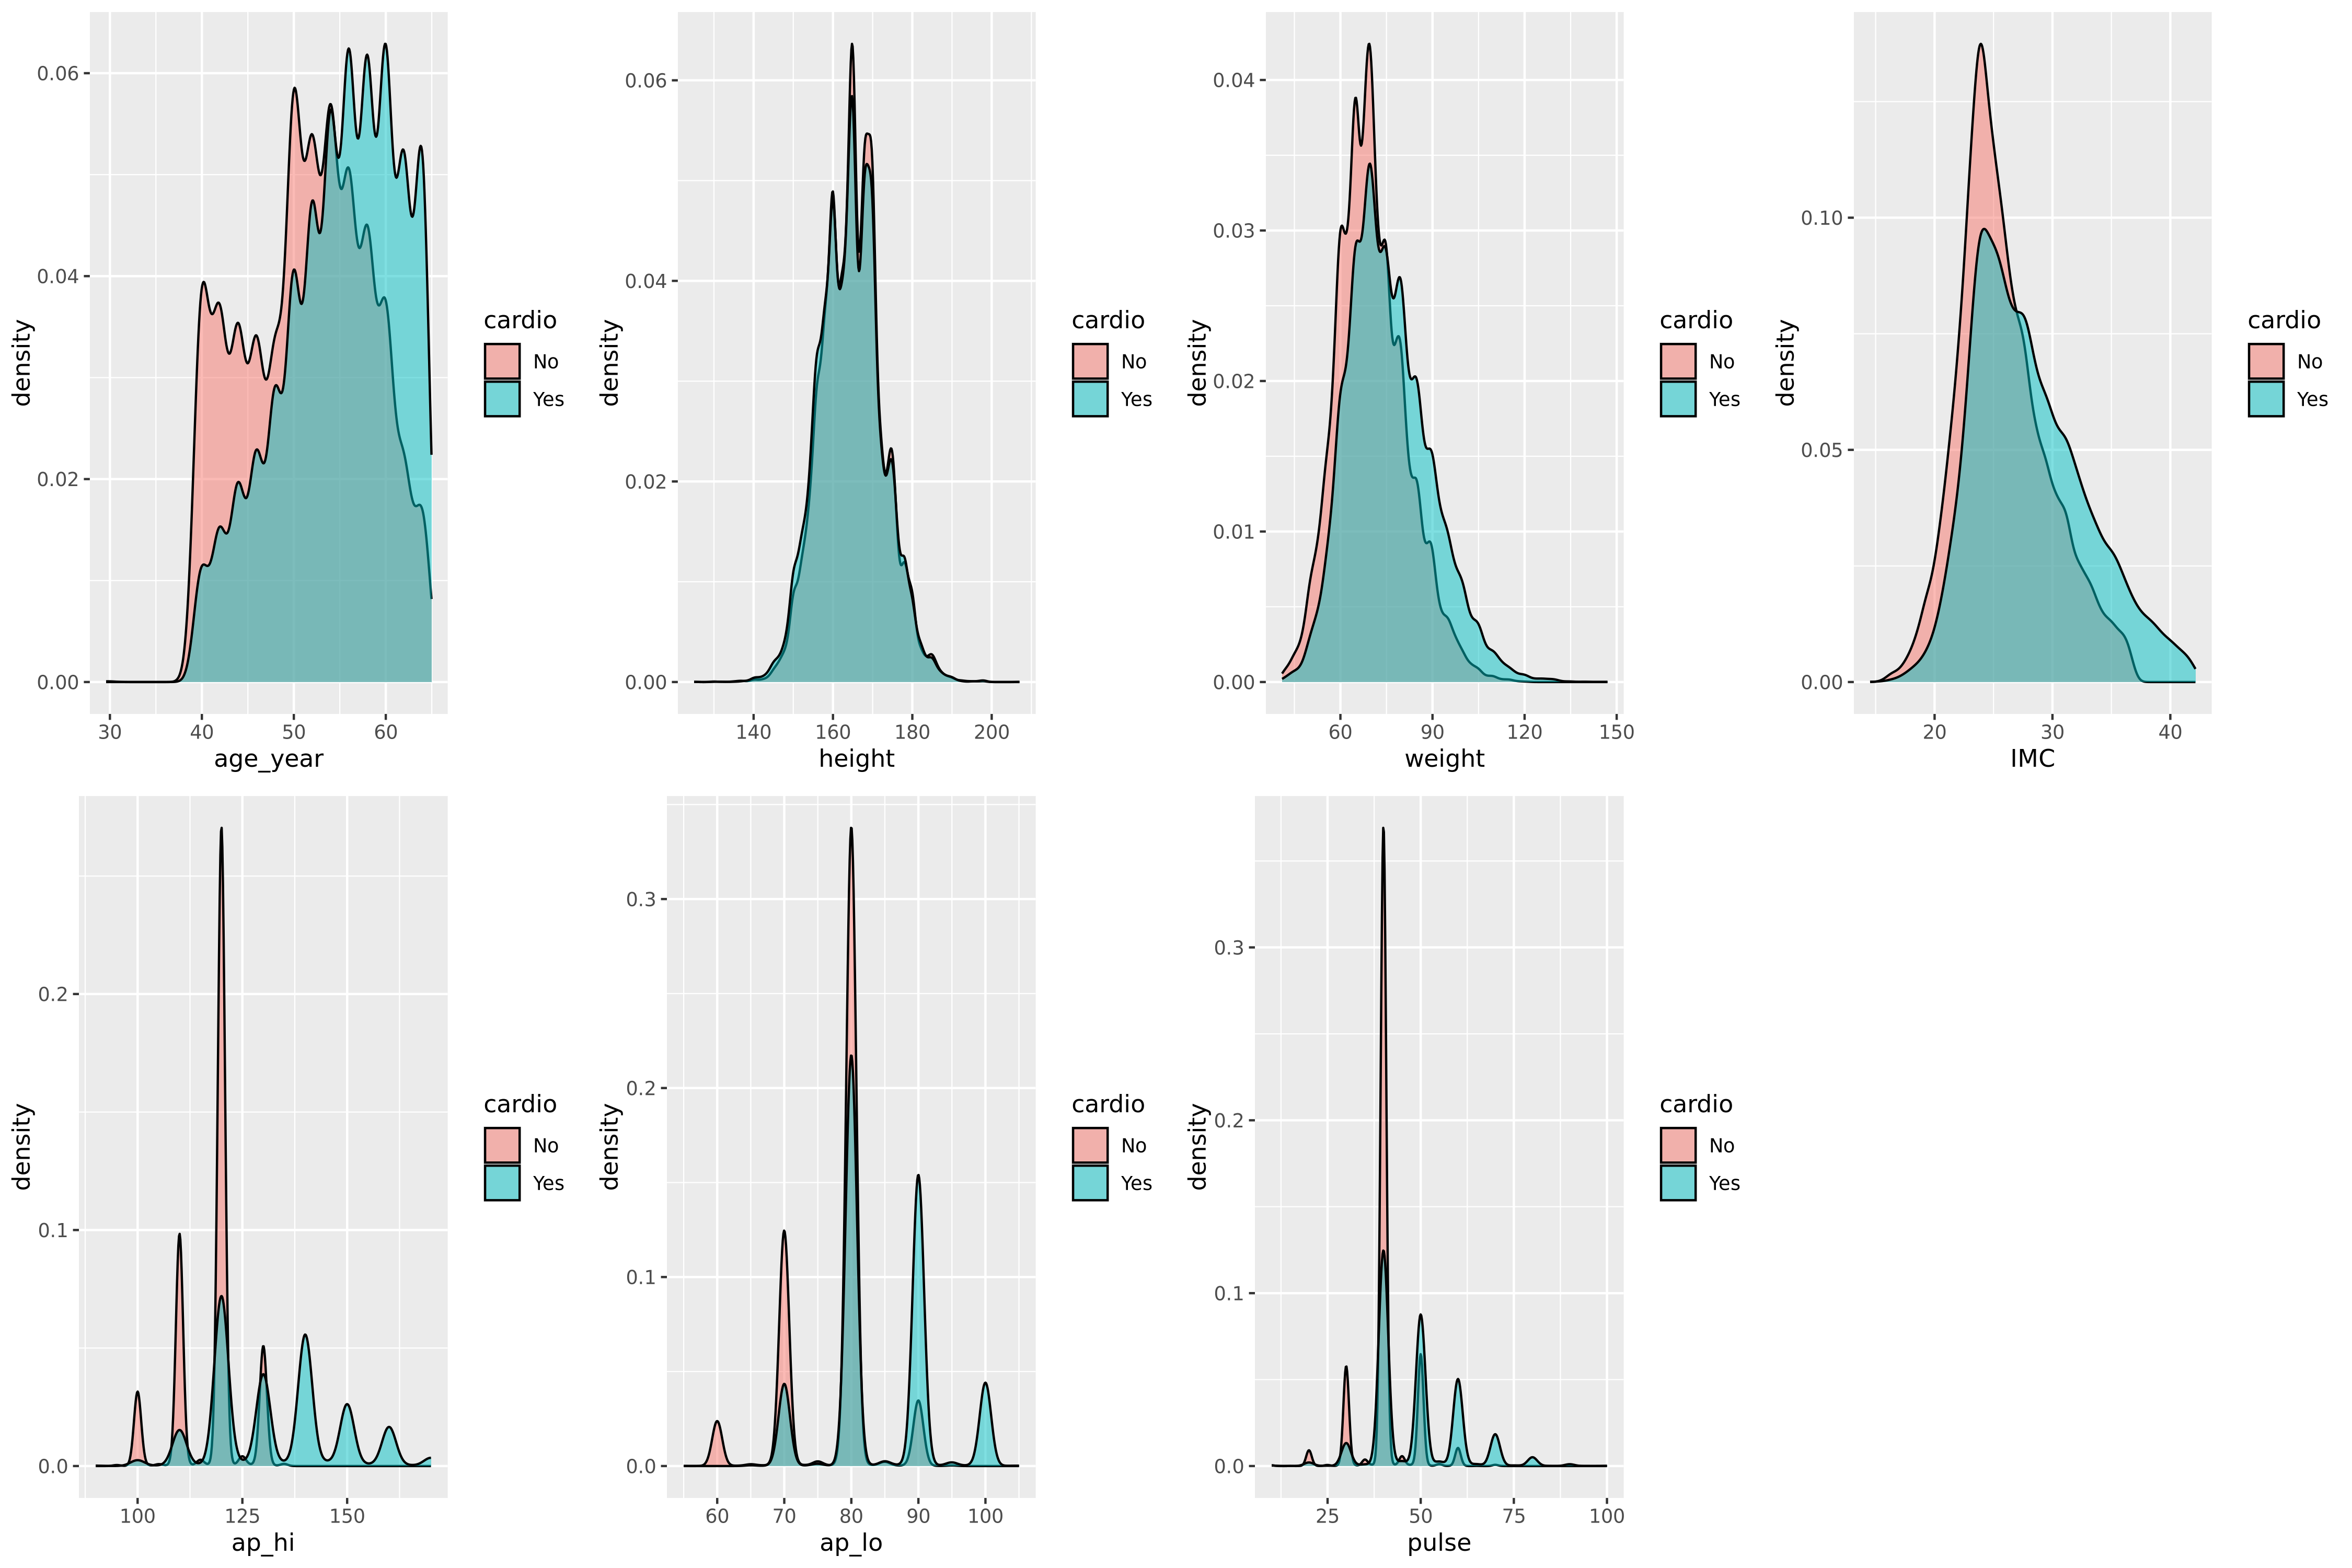 density
0.06
0.04
0.02
0.00
30 40 50 60
age_year
cardio
No
Yes
density
0.06
0.04
0.02
0.00
140 160 180 200
height
cardio
No
Yes
density
0.04
0.03
0.02
0.01
0.00
60 90 120 150
weight
cardio
No
Yes
density
0.10
0.05
0.00
20 30 40
IMC
cardio
No
Yes
density
0.2
0.1
0.0
100 125 150
ap_hi
cardio
No
Yes
density
0.3
0.2
0.1
0.0
60 70 80 90 100
ap_lo
cardio
No
Yes
density
0.3
0.2
0.1
0.0
25 50 75 100
pulse
cardio
No
Yes